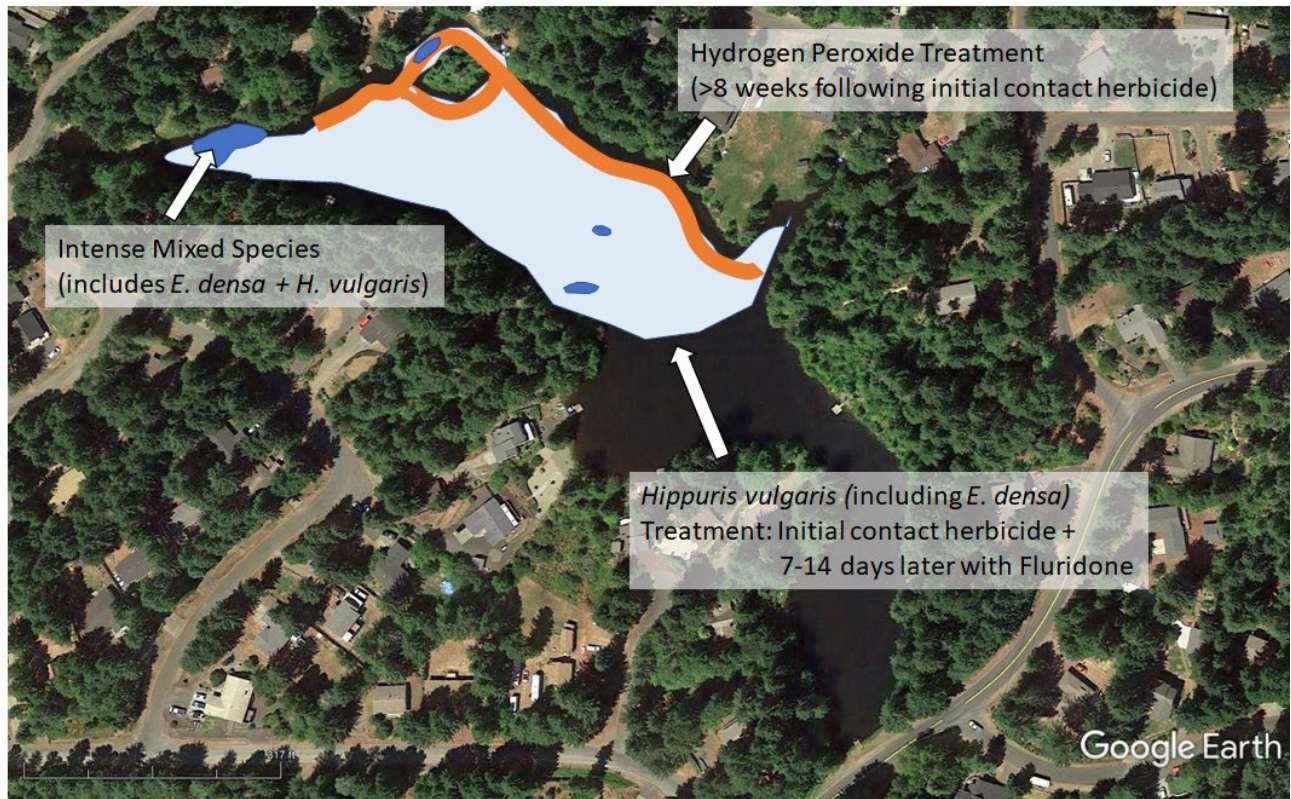 Hydrogen Peroxide Treatment
(>8 weeks following initial contact herbicide)
Intense Mixed Species
(includes E. densa + H. vulgaris)
Hippuris vulgaris (including E. densa)
Treatment: Initial contact herbicide +
7-14 days later with Fluridone
Google Earth